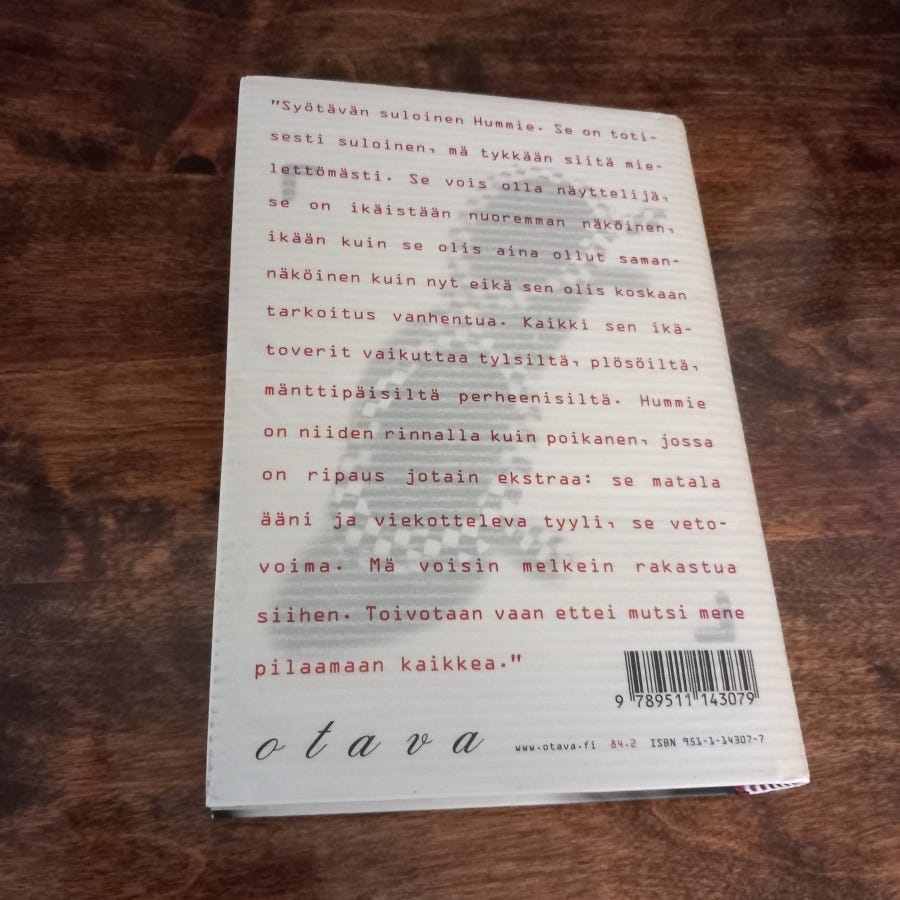 "Syötävän suloinen Hummie. Se on toti-
sesti suloinen, mä tykkään siitä mie-
lettömästi. Se vois olla näyttelijä,
se on ikäistään nuoremman näköinen,
ikään kuin se olis aina ollut saman-
näköinen kuin nyt eikä sen olis koskaan
tarkoitus vanhentua. Kaikki sen ikä-
toverit vaikuttaa tylsiltä, plösöiltä,
mänttipäisiltä perheenisiltä. Hummie
on niiden rinnalla kuin poikanen, jossa
on ripaus jotain ekstraa: se matala
ääni ja viekotteleva tyyli, se veto-
voima. Mä voisin melkein rakastua
siihen. Toivotaan vaan ettei mutsi mene
pilaamaan kaikkea."
9 789511 143079
otava www.otava.fi 84.2 ISBN 951-1-14307-7